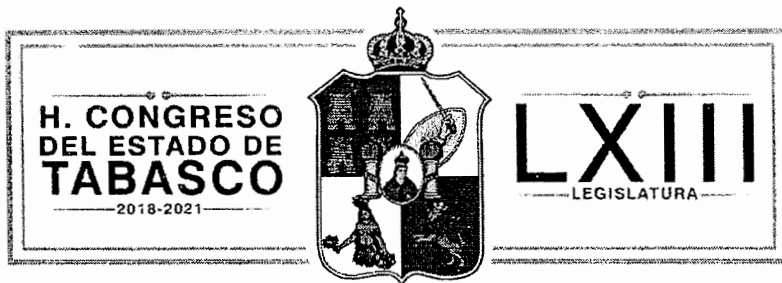 H. CONGRESO
DEL ESTADO DE
TABASCO
2018-2021
LXIII
LEGISLATURA